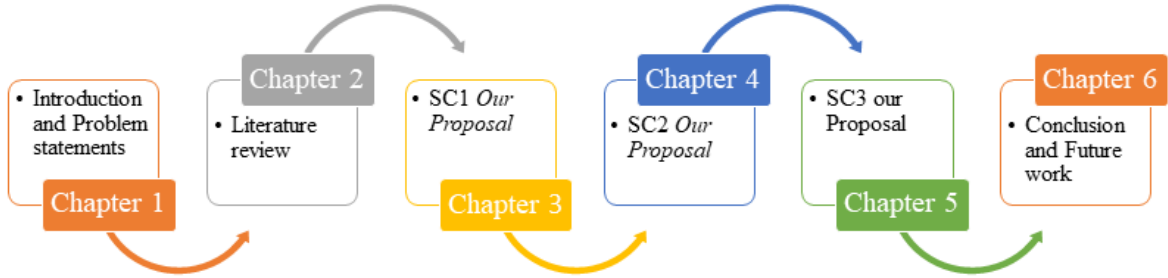 • Introduction
and Problem
statements
Chapter 1
Chapter 2
• Literature
review
• SC1 Our
Proposal
Chapter 3
Chapter 4
• SC2 Our
Proposal
• SC3 our
Proposal
Chapter 5
Chapter 6
• Conclusion
and Future
work